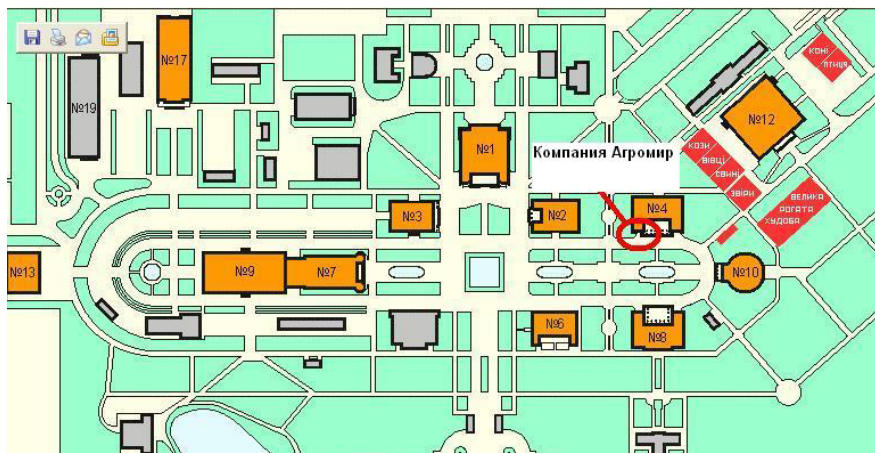 №17
КОНІ
ПТИЦЯ
№19
№12
№1
Компания Агромир
КОЗИ
ВІВЦІ
СВИНІ
ЗВІРИ
ВЕЛИКА
РОГАТА
ХУДОБА
№3
№2
№4
№13
№9
№7
№10
№6
№8